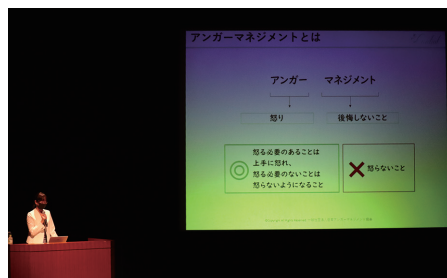 アンガーマネジメントとは
アンガー マネジメント
怒り 後悔しないこと
怒る必要のあることは
上手に怒れ、
怒る必要のないことは
怒らないようになること
怒らないこと